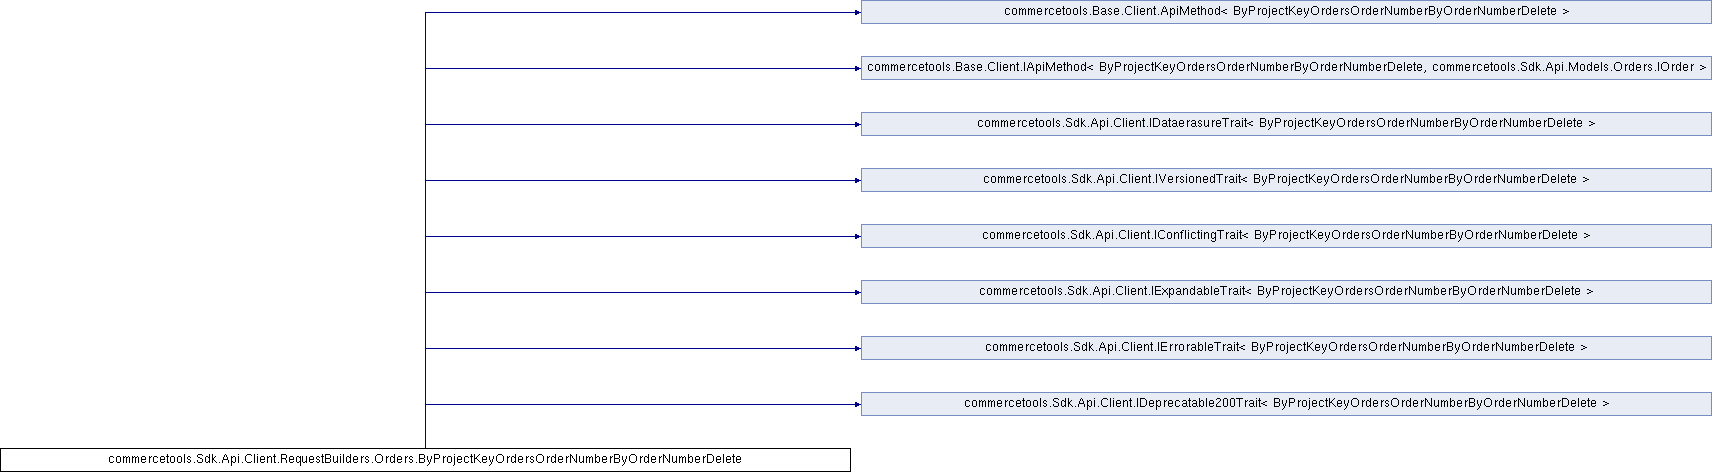 commercetools.Base.Client.ApiMethod< ByProjectKeyOrdersOrderNumberByOrderNumberDelete >
commercetools.Base.Client.IApiMethod< ByProjectKeyOrdersOrderNumberByOrderNumberDelete, commercetools.Sdk.Api.Models.Orders.IOrder >
commercetools.Sdk.Api.Client.IDataerasureTrait< ByProjectKeyOrdersOrderNumberByOrderNumberDelete >
commercetools.Sdk.Api.Client.IVersionedTrait< ByProjectKeyOrdersOrderNumberByOrderNumberDelete >
commercetools.Sdk.Api.Client.IConflictingTrait< ByProjectKeyOrdersOrderNumberByOrderNumberDelete >
commercetools.Sdk.Api.Client.IExpandableTrait< ByProjectKeyOrdersOrderNumberByOrderNumberDelete >
commercetools.Sdk.Api.Client.IErrorableTrait< ByProjectKeyOrdersOrderNumberByOrderNumberDelete >
commercetools.Sdk.Api.Client.IDeprecatable200Trait< ByProjectKeyOrdersOrderNumberByOrderNumberDelete >
commercetools.Sdk.Api.Client.RequestBuilders.Orders.ByProjectKeyOrdersOrderNumberByOrderNumberDelete